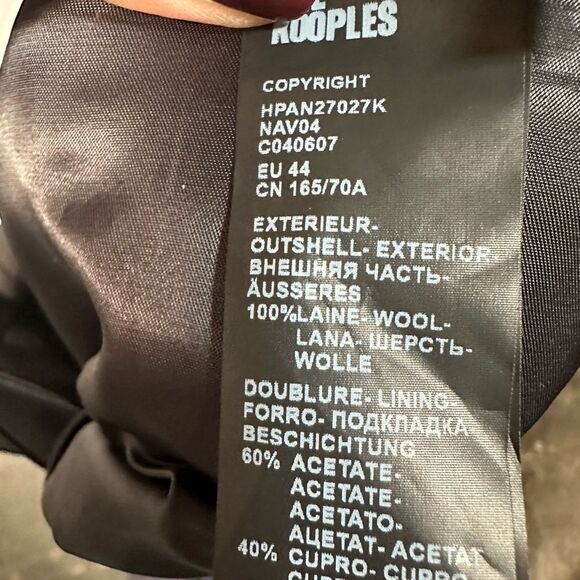 KOOPLES
COPYRIGHT
HPAN27027K
NAV04
C040607
EU 44
CN 165/70A
EXTERIEUR-
OUTSHELL- EXTERIOR-
ВНЕШНЯЯ ЧАСТЬ-
ÄUSSERES
100%LAINE- WOOL-
LANA- ШЕРСТЬ-
WOLLE
DOUBLURE- LINING-
FORRO- ПОДКЛАДКА-
BESCHICHTUNG
60% ACETATE-
ACETATE-
ACETATO-
АЦЕТАТ- ACETAT
40% CUPRO- CUPRO-